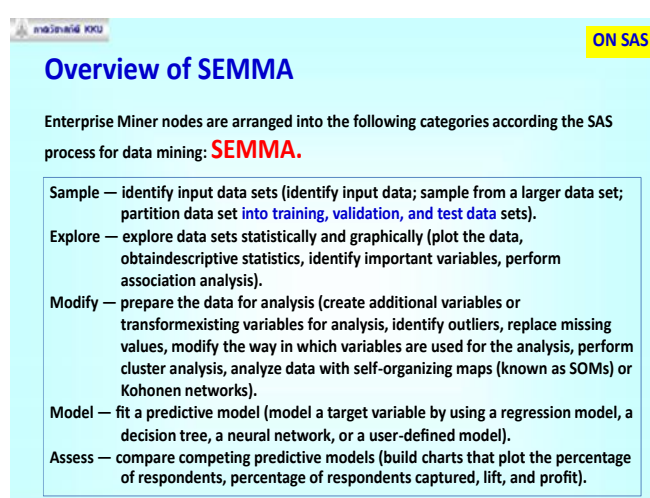 ภาควิชาสถิติ KKU
ON SAS
Overview of SEMMA
Enterprise Miner nodes are arranged into the following categories according the SAS
process for data mining: SEMMA.
Sample — identify input data sets (identify input data; sample from a larger data set;
partition data set into training, validation, and test data sets).
Explore — explore data sets statistically and graphically (plot the data,
obtaindescriptive statistics, identify important variables, perform
association analysis).
Modify — prepare the data for analysis (create additional variables or
transformexisting variables for analysis, identify outliers, replace missing
values, modify the way in which variables are used for the analysis, perform
cluster analysis, analyze data with self-organizing maps (known as SOMs) or
Kohonen networks).
Model — fit a predictive model (model a target variable by using a regression model, a
decision tree, a neural network, or a user-defined model).
Assess — compare competing predictive models (build charts that plot the percentage
of respondents, percentage of respondents captured, lift, and profit).